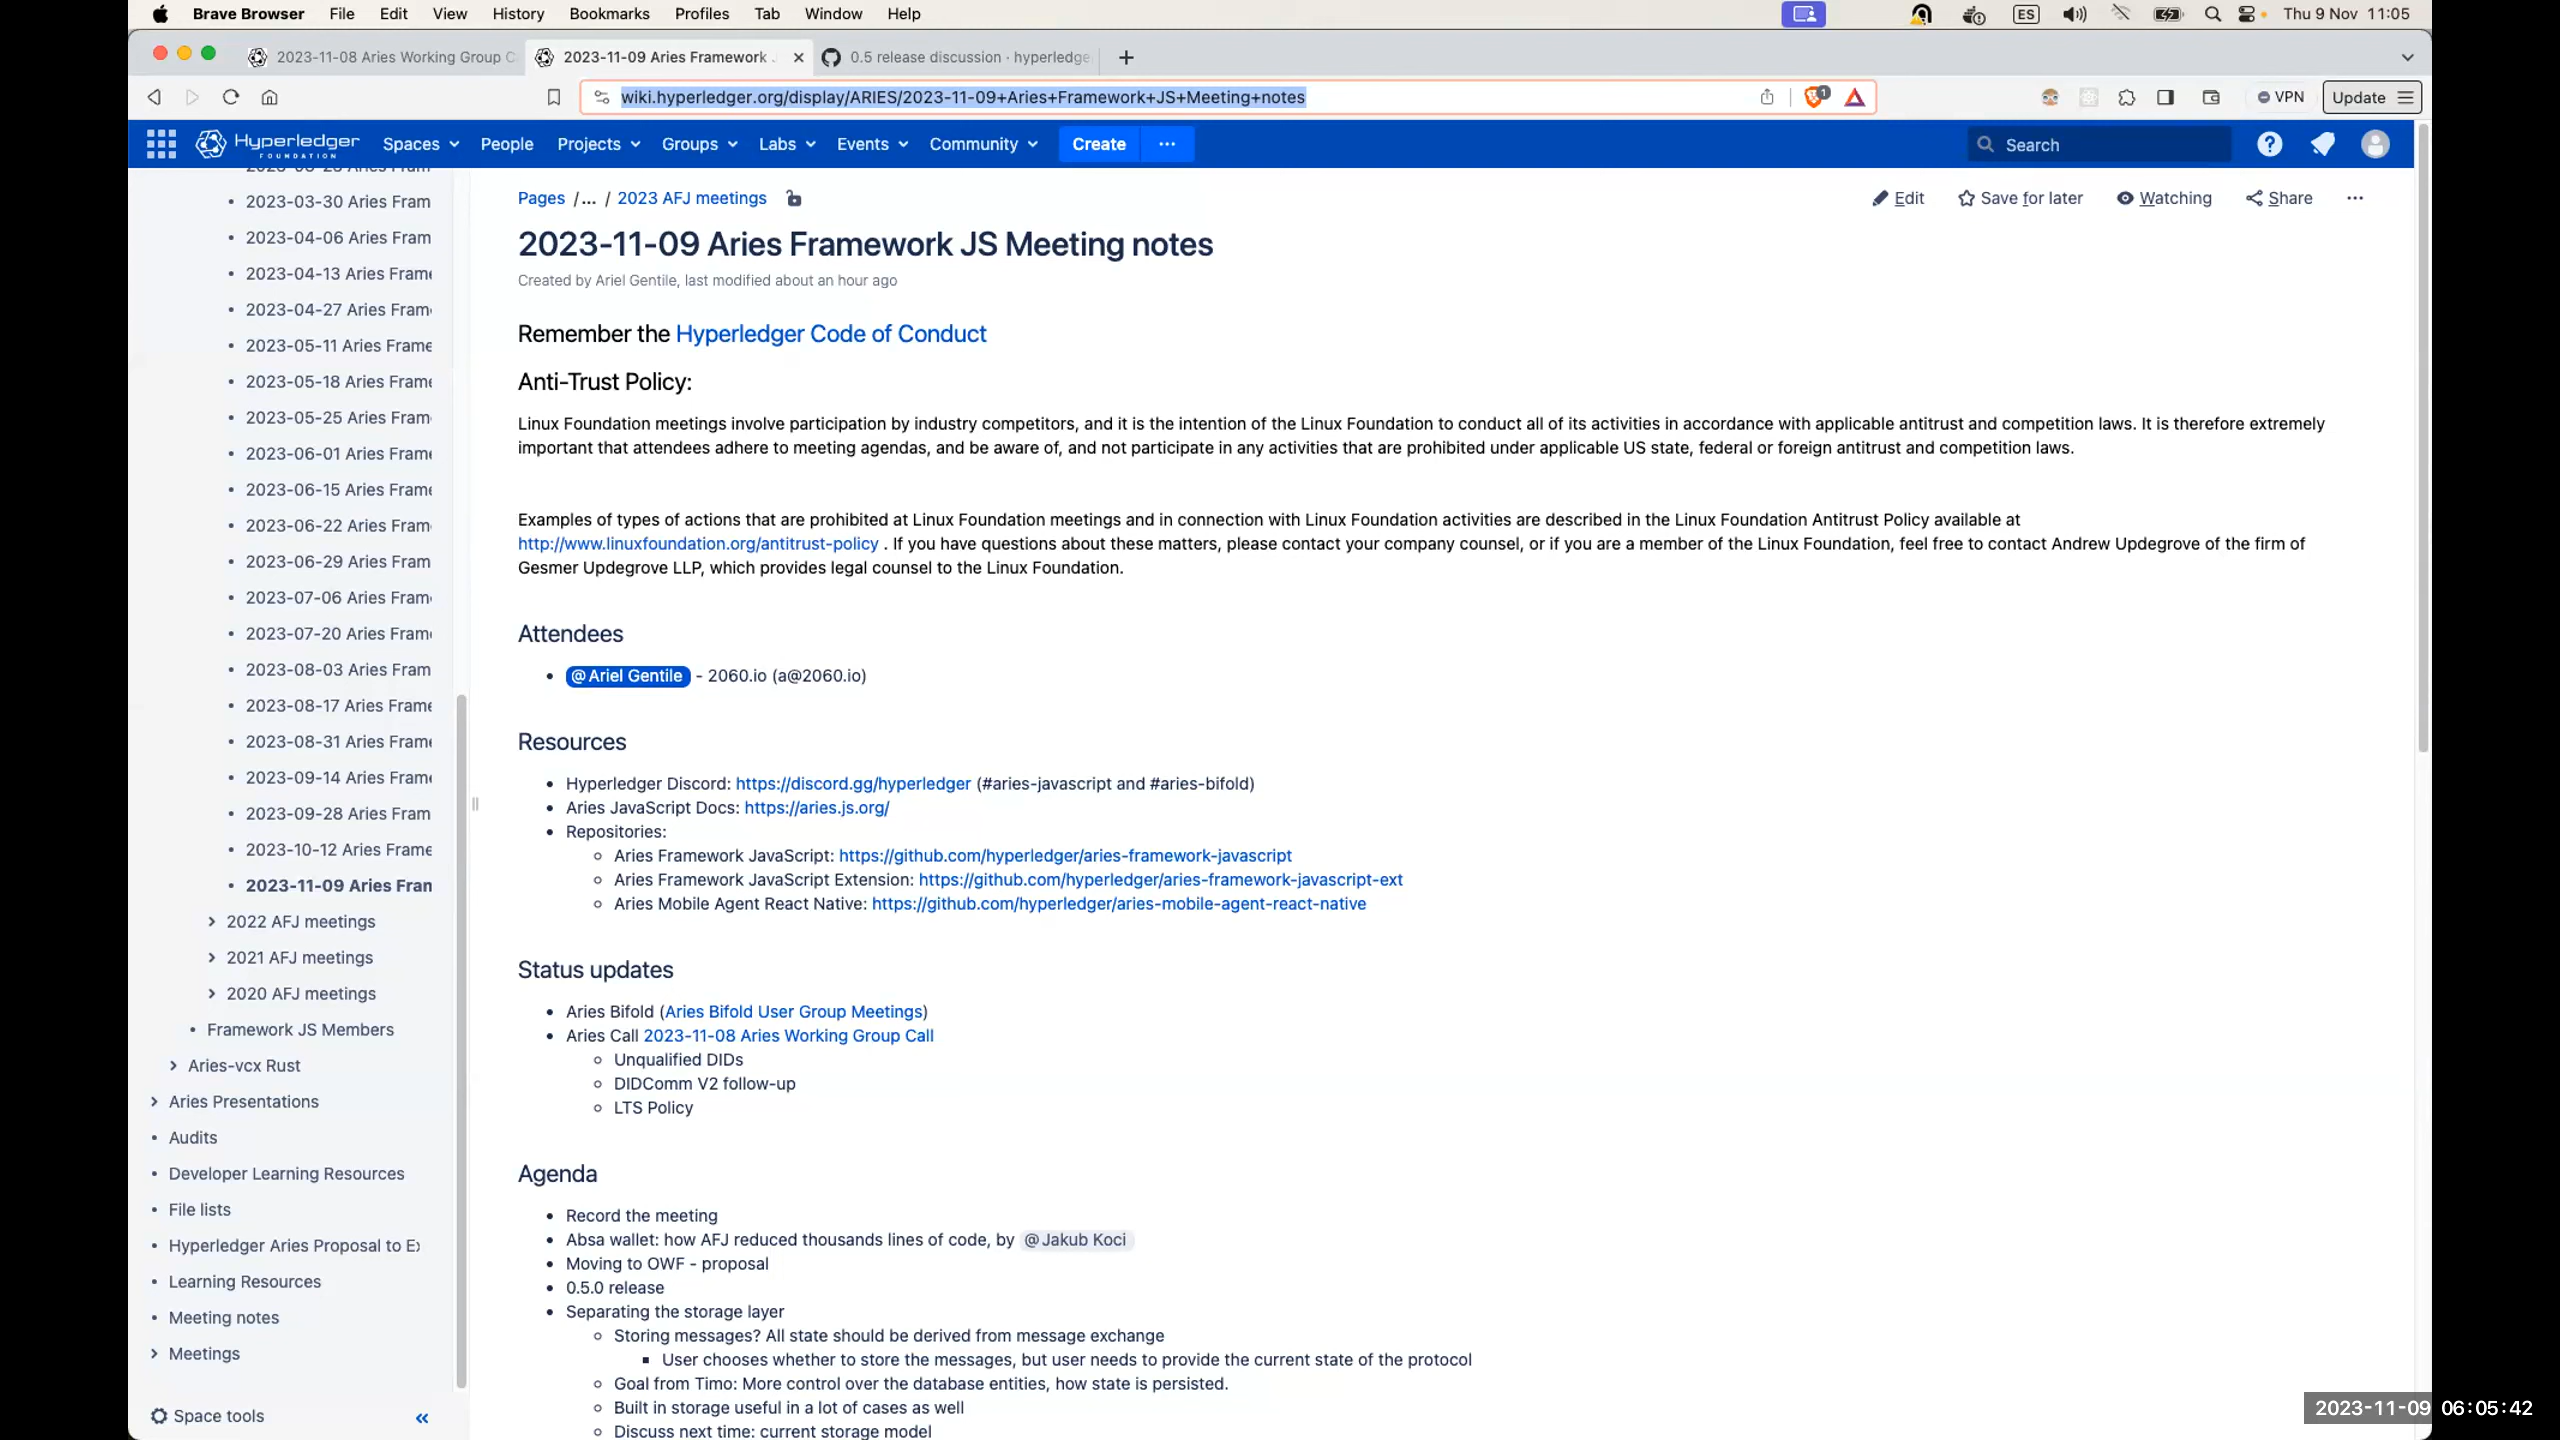 Brave Browser File Edit View History Bookmarks Profiles Tab Window Help ES Thu 9 Nov 11:05
2023-11-08 Aries Working Group C 2023-11-09 Aries Framework J 0.5 release discussion · hyperledge
wiki.hyperledger.org/display/ARIES/2023-11-09+Aries+Framework+JS+Meeting+notes 1 VPN Update
Hyperledger FOUNDATION Spaces People Projects Groups Labs Events Community Create ··· Search
2023-03-30 Aries Fram
2023-04-06 Aries Fram
2023-04-13 Aries Frame
2023-04-27 Aries Fram
2023-05-11 Aries Frame
2023-05-18 Aries Frame
2023-05-25 Aries Fram
2023-06-01 Aries Frame
2023-06-15 Aries Frame
2023-06-22 Aries Fram
2023-06-29 Aries Fram
2023-07-06 Aries Fram
2023-07-20 Aries Fram
2023-08-03 Aries Fram
2023-08-17 Aries Frame
2023-08-31 Aries Frame
2023-09-14 Aries Frame
2023-09-28 Aries Fram
2023-10-12 Aries Frame
2023-11-09 Aries Fran
2022 AFJ meetings
2021 AFJ meetings
2020 AFJ meetings
Framework JS Members
Aries-vcx Rust
Aries Presentations
Audits
Developer Learning Resources
File lists
Hyperledger Aries Proposal to E
Learning Resources
Meeting notes
Meetings
Space tools
Pages /... / 2023 AFJ meetings Edit Save for later Watching Share ···
2023-11-09 Aries Framework JS Meeting notes
Created by Ariel Gentile, last modified about an hour ago
Remember the Hyperledger Code of Conduct
Anti-Trust Policy:
Linux Foundation meetings involve participation by industry competitors, and it is the intention of the Linux Foundation to conduct all of its activities in accordance with applicable antitrust and competition laws. It is therefore extremely
important that attendees adhere to meeting agendas, and be aware of, and not participate in any activities that are prohibited under applicable US state, federal or foreign antitrust and competition laws.
Examples of types of actions that are prohibited at Linux Foundation meetings and in connection with Linux Foundation activities are described in the Linux Foundation Antitrust Policy available at
http://www.linuxfoundation.org/antitrust-policy . If you have questions about these matters, please contact your company counsel, or if you are a member of the Linux Foundation, feel free to contact Andrew Updegrove of the firm of
Gesmer Updegrove LLP, which provides legal counsel to the Linux Foundation.
Attendees
@Ariel Gentile - 2060.io (a@2060.io)
Resources
Hyperledger Discord: https://discord.gg/hyperledger (#aries-javascript and #aries-bifold)
Aries JavaScript Docs: https://aries.js.org/
Repositories:
Aries Framework JavaScript: https://github.com/hyperledger/aries-framework-javascript
Aries Framework JavaScript Extension: https://github.com/hyperledger/aries-framework-javascript-ext
Aries Mobile Agent React Native: https://github.com/hyperledger/aries-mobile-agent-react-native
Status updates
Aries Bifold (Aries Bifold User Group Meetings)
Aries Call 2023-11-08 Aries Working Group Call
Unqualified DIDs
DIDComm V2 follow-up
LTS Policy
Agenda
Record the meeting
Absa wallet: how AFJ reduced thousands lines of code, by @Jakub Koci
Moving to OWF - proposal
0.5.0 release
Separating the storage layer
Storing messages? All state should be derived from message exchange
User chooses whether to store the messages, but user needs to provide the current state of the protocol
Goal from Timo: More control over the database entities, how state is persisted.
Built in storage useful in a lot of cases as well
Discuss next time: current storage model
2023-11-09 06:05:42